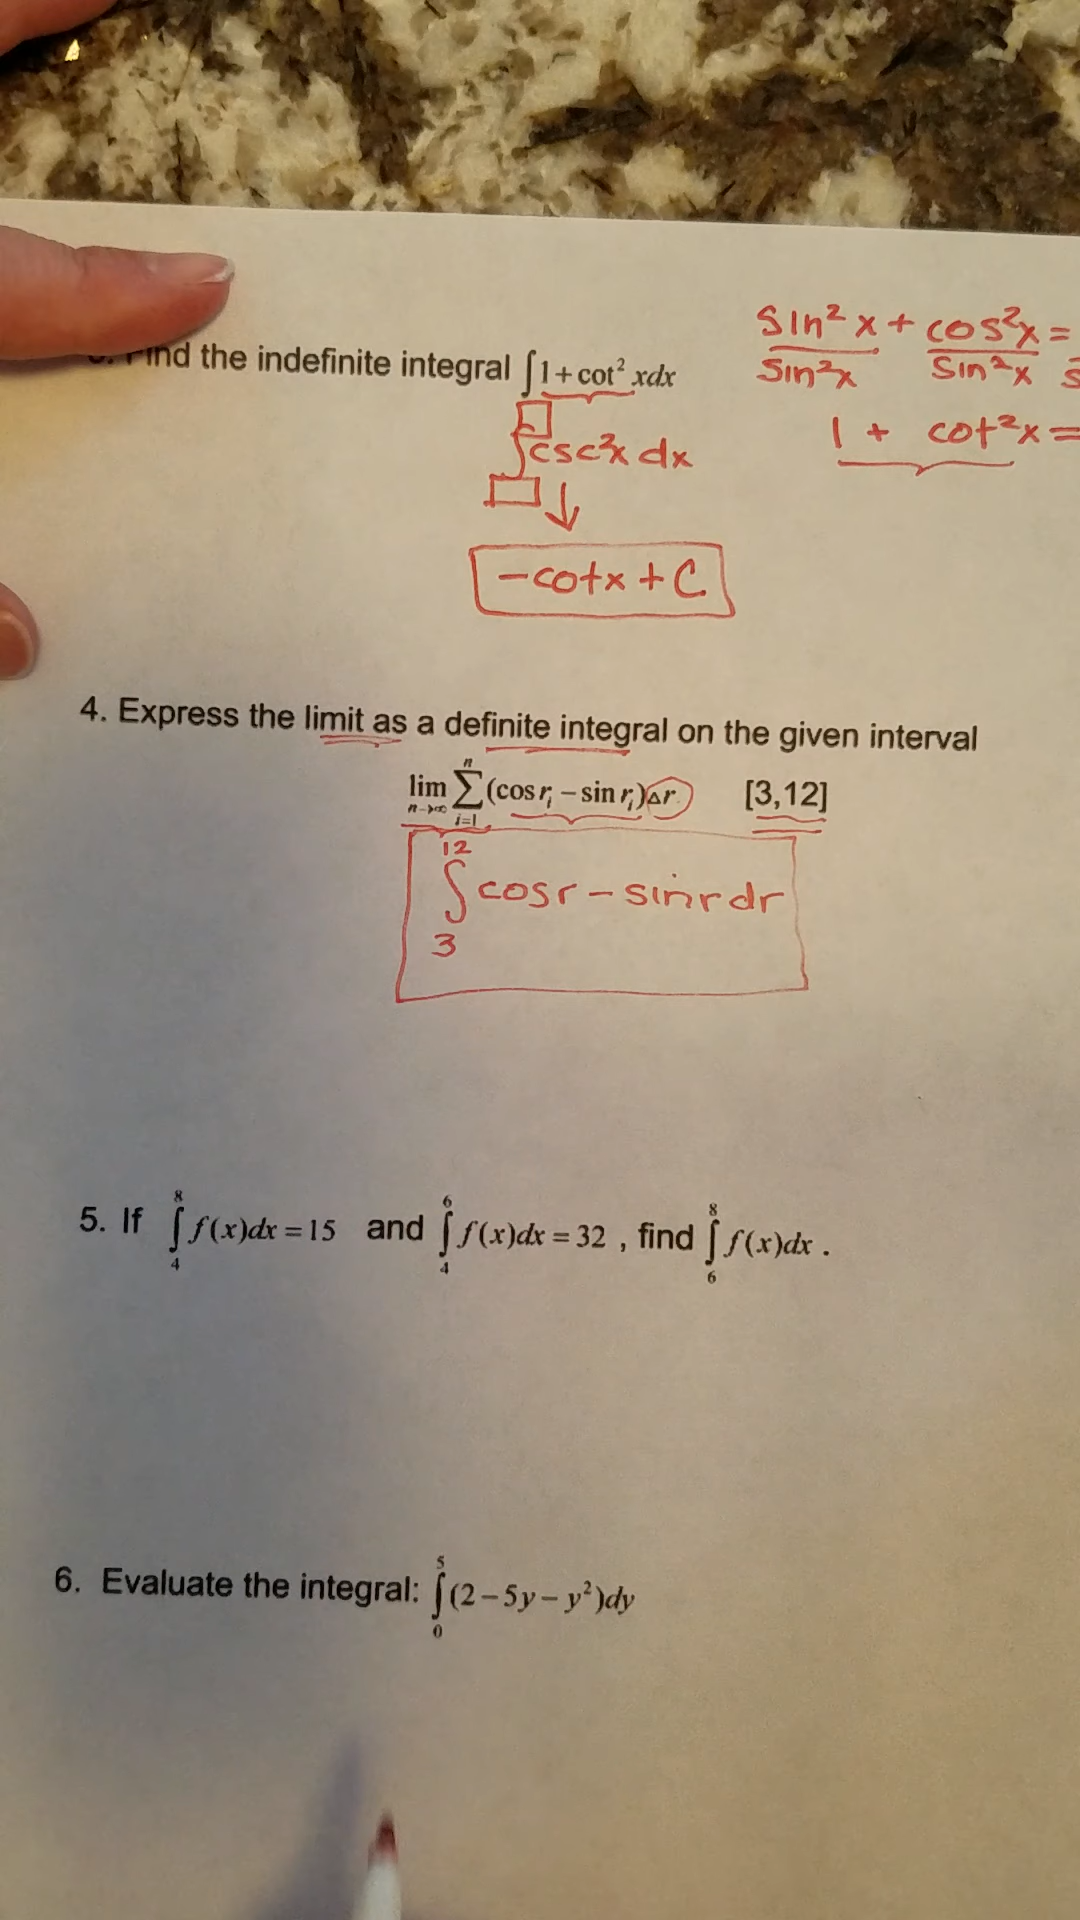 sin²x + cos²x =
sin²x sin²x
Find the indefinite integral ∫1+cot² xdx
1 + cot²x =
∫csc²x dx
↓
-cotx + C
4. Express the limit as a definite integral on the given interval
lim n→∞ n ∑ i=1 (cos rᵢ − sin rᵢ)Δr [3,12]
12
∫ cosr - sinr dr
3
5. If ∫₄⁸ f(x)dx = 15 and ∫₄⁶ f(x)dx = 32 , find ∫₆⁸ f(x)dx .
6. Evaluate the integral: ∫₀⁵ (2−5y−y²)dy